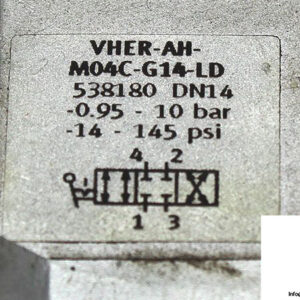 VHER-AH-
M04C-G14-LD
538180 DN14
-0.95 - 10 bar
-14 - 145 psi
4 2
1 3